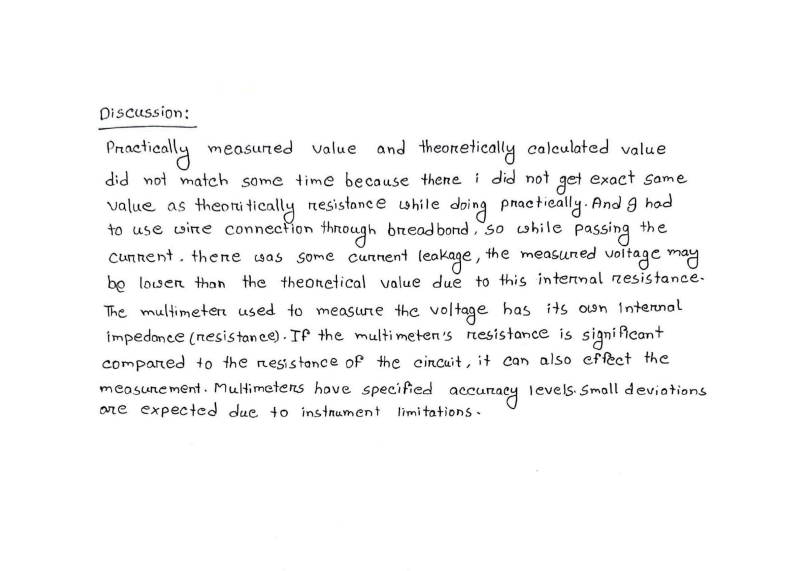 Discussion:
Practically measured value and theoretically calculated value
did not match some time because there i did not get exact same
value as theoritically resistance while doing practically. And I had
to use wire connection through breadbord, so while passing the
current. there was some current leakage, the measured voltage may
be lower than the theoretical value due to this internal resistance.
The multimeter used to measure the voltage has its own Internal
impedance (resistance). If the multimeter's resistance is significant
compared to the resistance of the circuit, it can also effect the
measurement. Multimeters have specified accuracy levels. Small deviations
are expected due to instrument limitations.